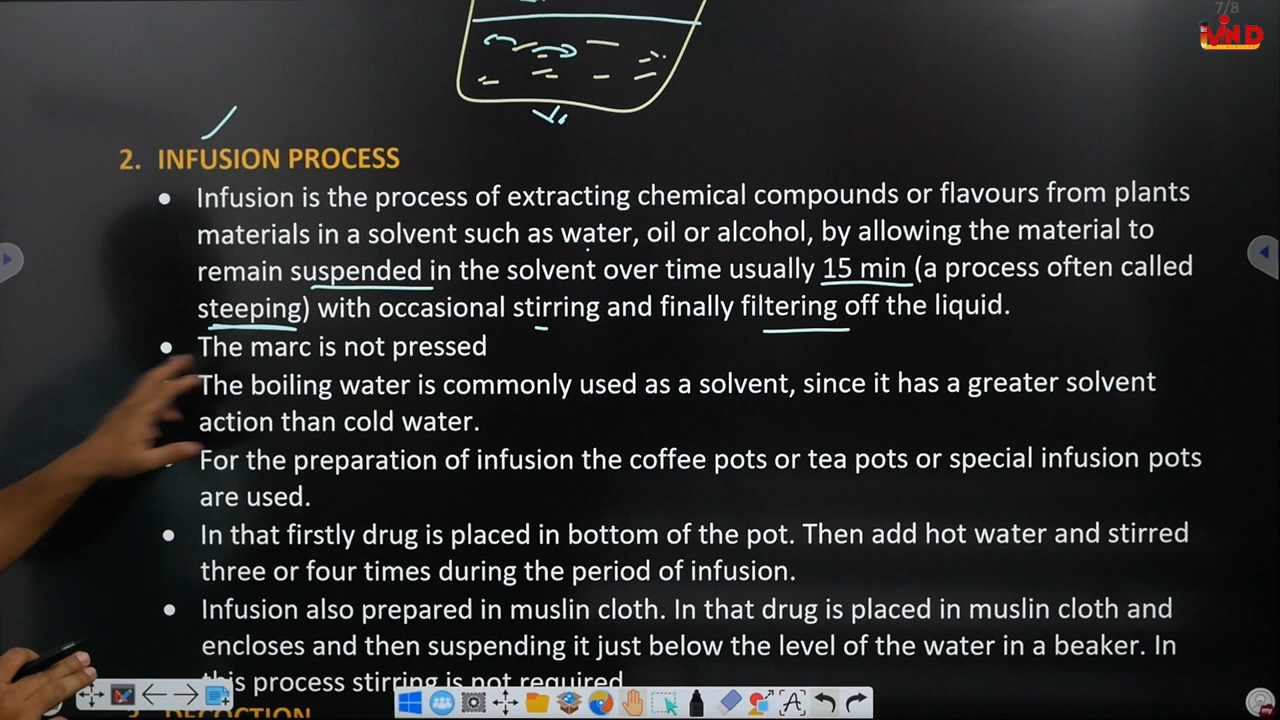 7/8
MIND
2. INFUSION PROCESS
• Infusion is the process of extracting chemical compounds or flavours from plants
materials in a solvent such as water, oil or alcohol, by allowing the material to
remain suspended in the solvent over time usually 15 min (a process often called
steeping) with occasional stirring and finally filtering off the liquid.
• The marc is not pressed
The boiling water is commonly used as a solvent, since it has a greater solvent
action than cold water.
For the preparation of infusion the coffee pots or tea pots or special infusion pots
are used.
• In that firstly drug is placed in bottom of the pot. Then add hot water and stirred
three or four times during the period of infusion.
• Infusion also prepared in muslin cloth. In that drug is placed in muslin cloth and
encloses and then suspending it just below the level of the water in a beaker. In
this process stirring is not required
3. DECOCTION